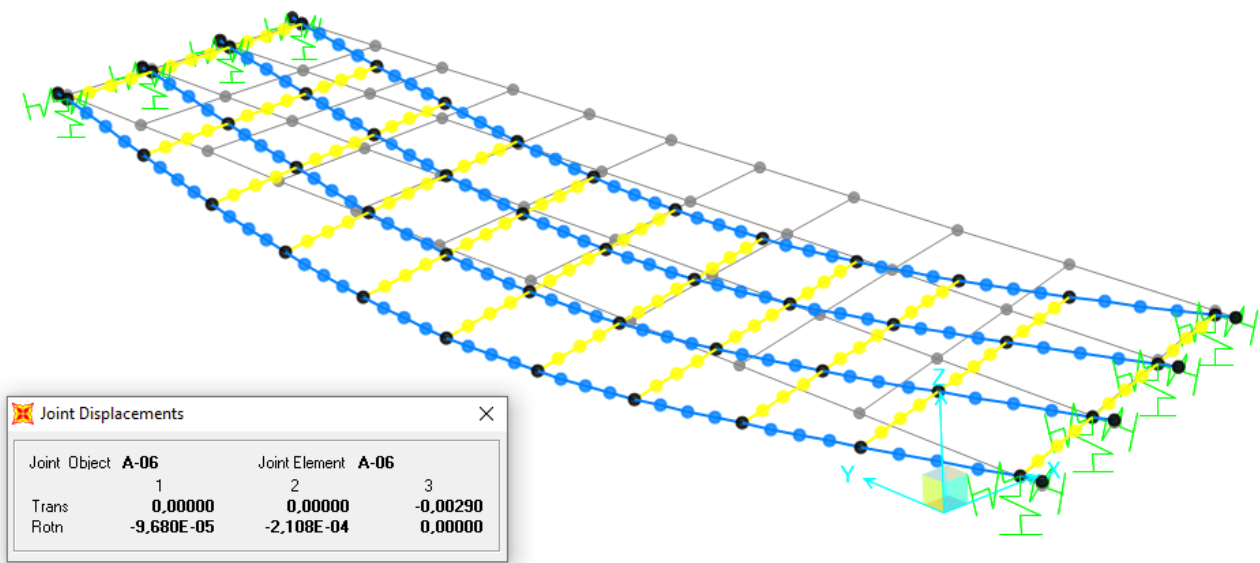 Z
Y
X
Joint Displacements
Joint Object A-06 Joint Element A-06
1 2 3
Trans 0,00000 0,00000 -0,00290
Rotn -9,680E-05 -2,108E-04 0,00000